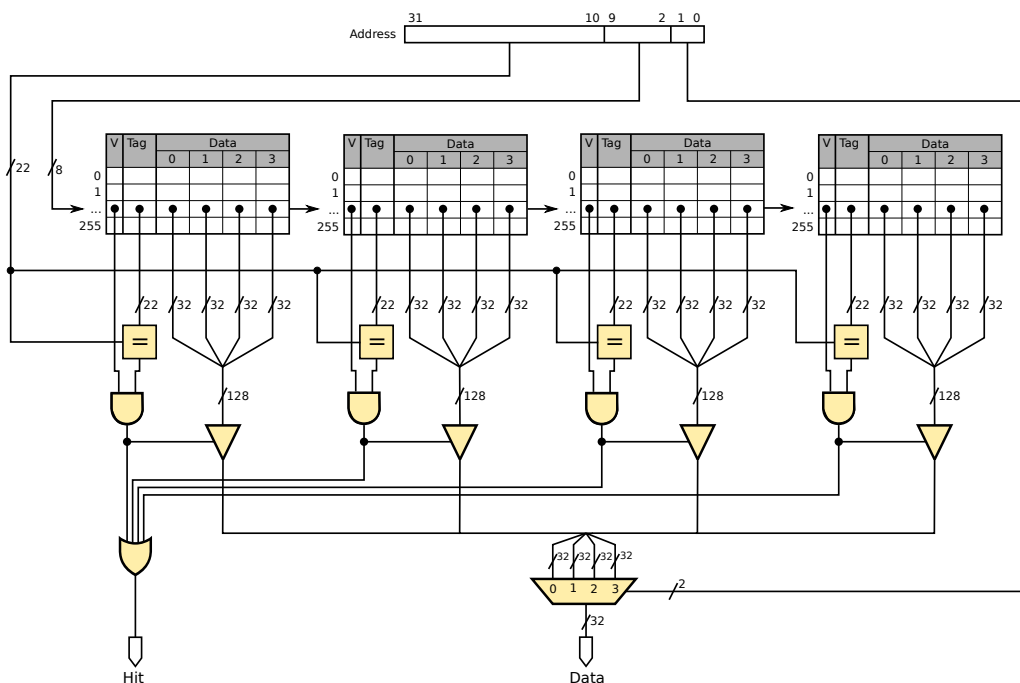 31 10 9 2 1 0
Address
V Tag Data V Tag Data V Tag Data V Tag Data
0 1 2 3 0 1 2 3 0 1 2 3 0 1 2 3
22 8
0 0 0 0
1 1 1 1
... ... ... ...
255 255 255 255
22 32 32 32 32 22 32 32 32 32 22 32 32 32 32 22 32 32 32 32
= = = =
128 128 128 128
32 32 32 32
0 1 2 3
2
32
Hit Data